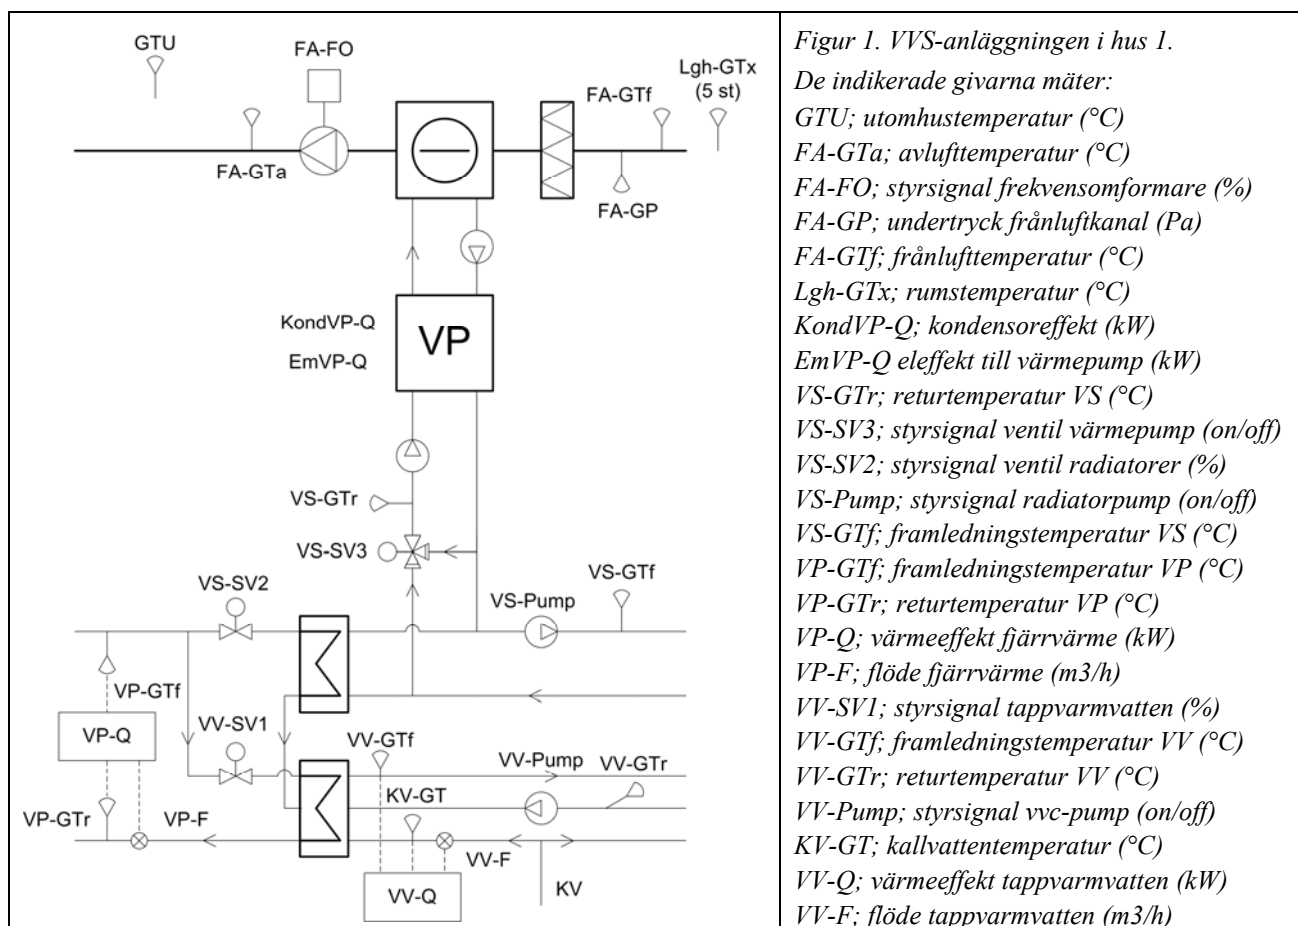 GTU
FA-FO
Lgh-GTx
(5 st)
FA-GTf
FA-GTa
FA-GP
KondVP-Q
EmVP-Q
VP
VS-GTr
VS-SV3
VS-SV2
VS-Pump
VS-GTf
VP-GTf
VP-Q
VV-SV1
VV-GTf
VV-Pump
VV-GTr
KV-GT
VP-GTr
VP-F
VV-F
VV-Q
KV
Figur 1. VVS-anläggningen i hus 1.
De indikerade givarna mäter:
GTU; utomhustemperatur (°C)
FA-GTa; avlufttemperatur (°C)
FA-FO; styrsignal frekvensomformare (%)
FA-GP; undertryck frånluftkanal (Pa)
FA-GTf; frånlufttemperatur (°C)
Lgh-GTx; rumstemperatur (°C)
KondVP-Q; kondensoreffekt (kW)
EmVP-Q eleffekt till värmepump (kW)
VS-GTr; returtemperatur VS (°C)
VS-SV3; styrsignal ventil värmepump (on/off)
VS-SV2; styrsignal ventil radiatorer (%)
VS-Pump; styrsignal radiatorpump (on/off)
VS-GTf; framledningstemperatur VS (°C)
VP-GTf; framledningstemperatur VP (°C)
VP-GTr; returtemperatur VP (°C)
VP-Q; värmeeffekt fjärrvärme (kW)
VP-F; flöde fjärrvärme (m3/h)
VV-SV1; styrsignal tappvarmvatten (%)
VV-GTf; framledningstemperatur VV (°C)
VV-GTr; returtemperatur VV (°C)
VV-Pump; styrsignal vvc-pump (on/off)
KV-GT; kallvattentemperatur (°C)
VV-Q; värmeeffekt tappvarmvatten (kW)
VV-F; flöde tappvarmvatten (m3/h)